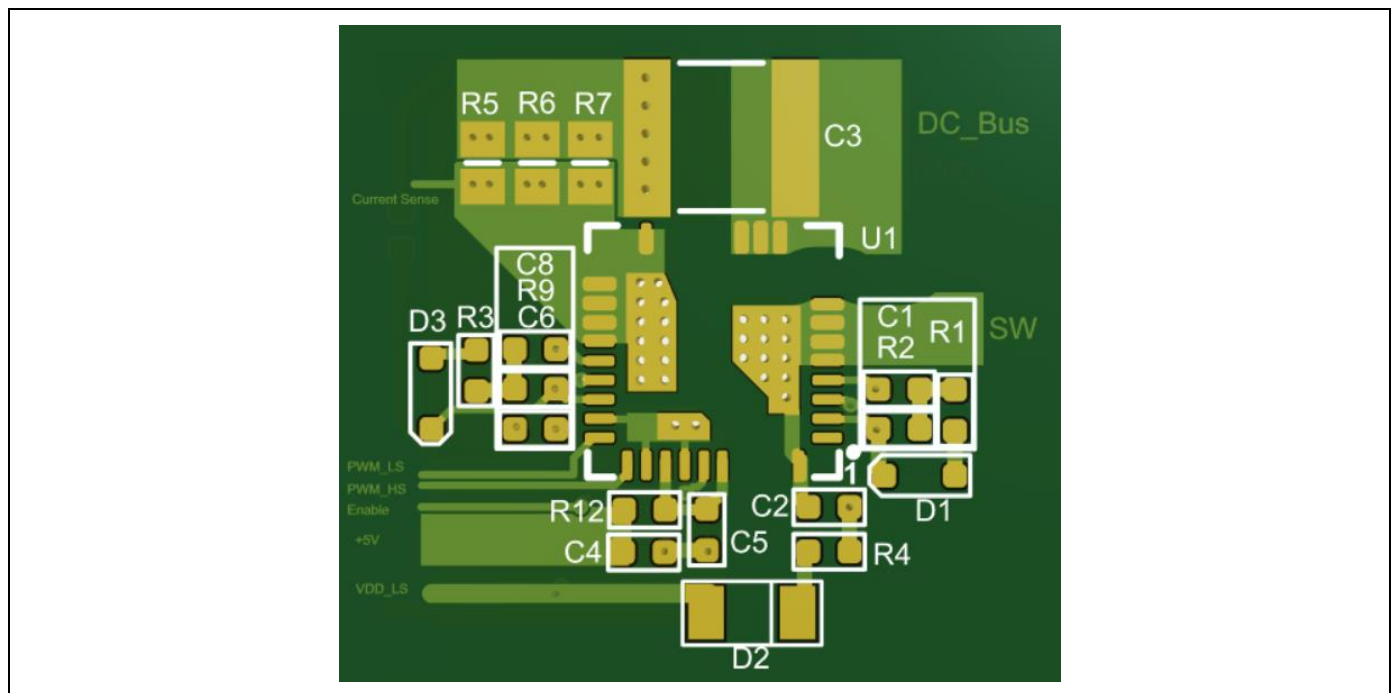 R5 R6 R7
C3
DC_Bus
Current Sense
U1
C8
R9
C6
D3 R3
C1
R2
R1
SW
PWM_LS
PWM_HS
Enable
+5V
VDD_LS
1
D1
R12
C2
C4
C5
R4
D2